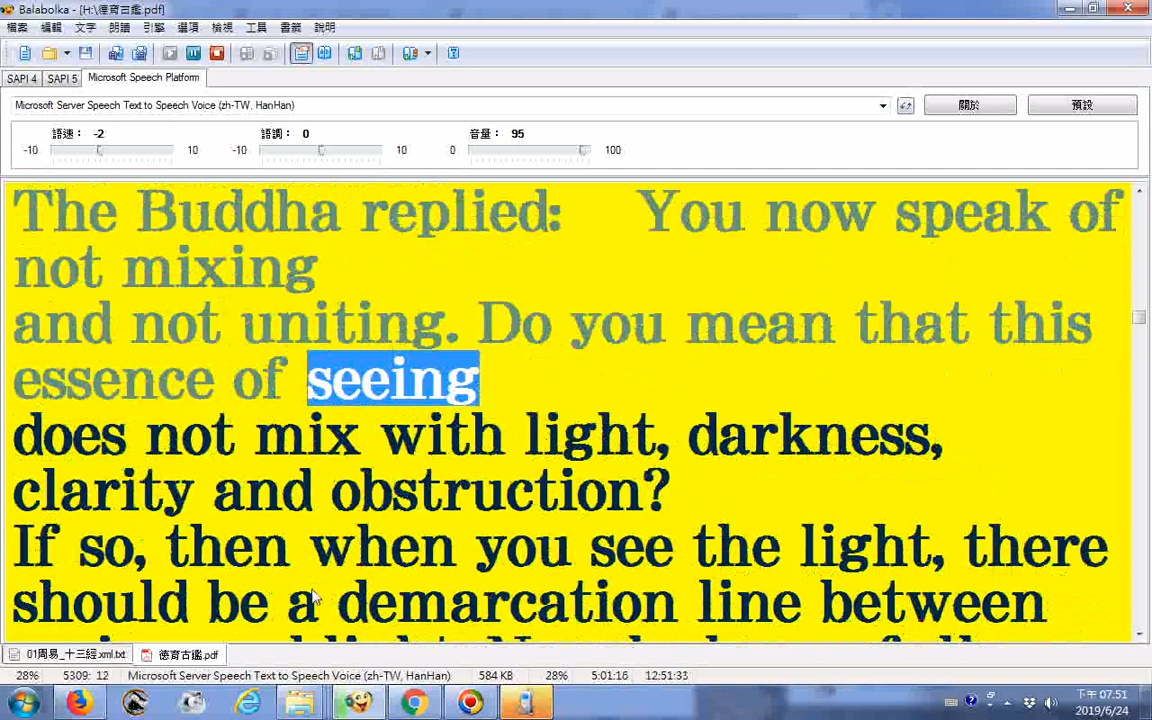 Balabolka - [H:\德育古鑑.pdf]
檔案 編輯 文字 朗讀 引擎 選項 檢視 工具 書籤 說明
SAPI 4 SAPI 5 Microsoft Speech Platform
Microsoft Server Speech Text to Speech Voice (zh-TW, HanHan) 關於 預設
語速： -2 語調： 0 音量： 95
-10 10 -10 10 0 100
The Buddha replied: You now speak of
not mixing
and not uniting. Do you mean that this
essence of seeing
does not mix with light, darkness,
clarity and obstruction?
If so, then when you see the light, there
should be a demarcation line between
01周易_十三經.xml.txt 德育古鑑.pdf
28% 5309: 12 Microsoft Server Speech Text to Speech Voice (zh-TW, HanHan) 584 KB 28% 5:01:16 12:51:33
下午 07:51
2019/6/24